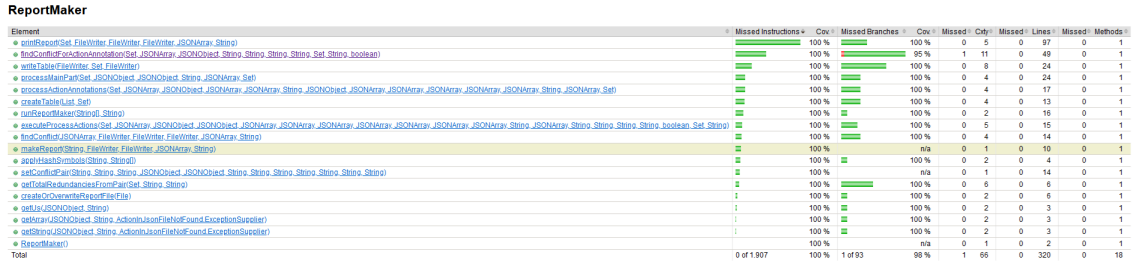 ReportMaker
Element Missed Instructions Cov. Missed Branches Cov. Missed Cxty Missed Lines Missed Methods
printReport(Set, FileWriter, FileWriter, FileWriter, JSONArray, String) 100 % 100 % 0 5 0 97 0 1
findConflictForActionAnnotation(Set, JSONArray, JSONObject, String, String, String, String, Set, String, boolean) 100 % 95 % 1 11 0 49 0 1
writeTable(FileWriter, Set, FileWriter) 100 % 100 % 0 8 0 24 0 1
processMainPart(Set, JSONObject, JSONObject, String, JSONArray, Set) 100 % 100 % 0 4 0 24 0 1
processActionAnnotations(Set, JSONObject, JSONObject, JSONArray, JSONArray, String, JSONObject, JSONArray, JSONArray, JSONArray, JSONArray, JSONArray, String, JSONArray, Set) 100 % 100 % 0 4 0 17 0 1
createTable(List, Set) 100 % 100 % 0 4 0 13 0 1
runReportMaker(String[], String) 100 % 100 % 0 2 0 16 0 1
executeProcessActions(Set, JSONArray, JSONObject, JSONObject, JSONArray, JSONArray, JSONArray, JSONArray, JSONArray, JSONArray, JSONArray, String, JSONArray, String, String, String, String, boolean, Set, String) 100 % 100 % 0 5 0 15 0 1
findConflict(JSONArray, FileWriter, FileWriter, FileWriter, JSONArray, String) 100 % 100 % 0 4 0 14 0 1
makeReport(String, FileWriter, FileWriter, JSONArray, String) 100 % n/a 0 1 0 10 0 1
applyHashSymbols(String, String[]) 100 % 100 % 0 2 0 4 0 1
setConflictPair(String, String, JSONObject, JSONObject, String, JSONObject, String, String, String, String, String, String) 100 % n/a 0 1 0 14 0 1
getTotalRedundanciesFromPair(Set, String, String) 100 % 100 % 0 6 0 6 0 1
createOrOverwriteReportFile(File) 100 % 100 % 0 2 0 6 0 1
getUs(JSONObject, String) 100 % 100 % 0 2 0 3 0 1
getArray(JSONObject, String, ActionInJsonFileNotFound.ExceptionSupplier) 100 % 100 % 0 2 0 3 0 1
getString(JSONObject, String, ActionInJsonFileNotFound.ExceptionSupplier) 100 % 100 % 0 2 0 3 0 1
ReportMaker() 100 % n/a 0 1 0 2 0 1
Total 0 of 1.907 100 % 1 of 93 98 % 1 66 0 320 0 18